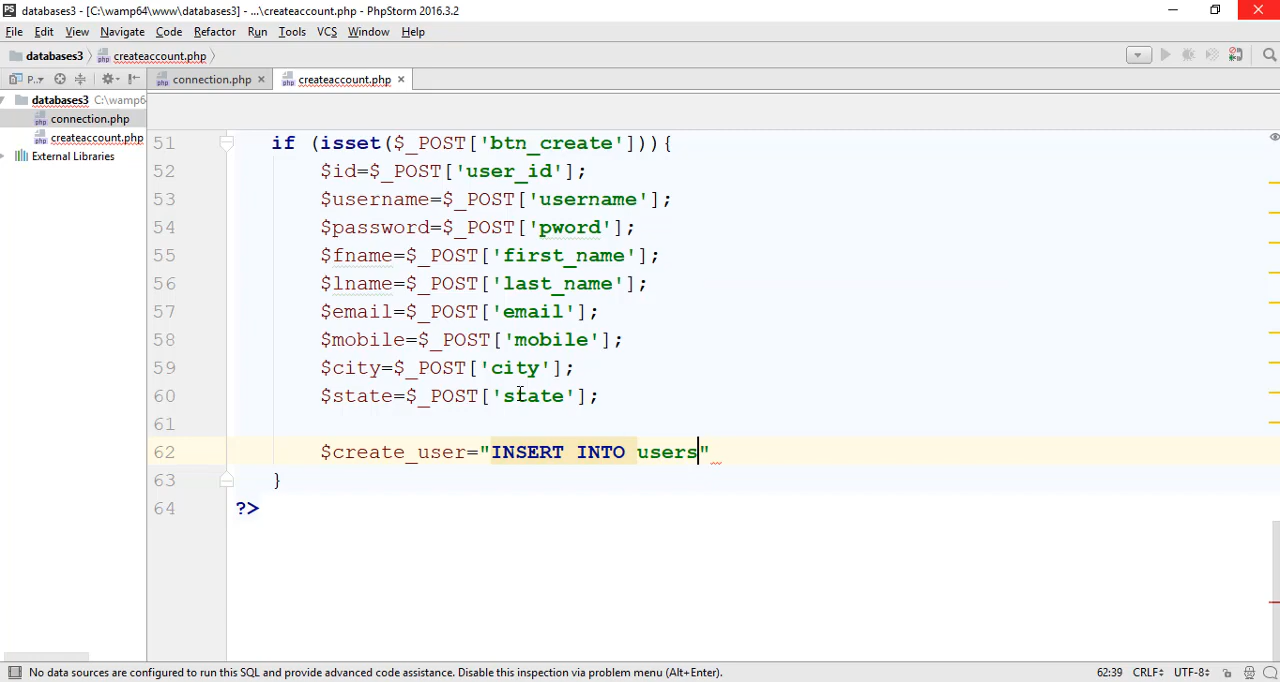 databases3 - [C:\wamp64\www\databases3] - ...\createaccount.php - PhpStorm 2016.3.2
File Edit View Navigate Code Refactor Run Tools VCS Window Help
databases3 createaccount.php
P.. connection.php createaccount.php
databases3 C:\wamp6
connection.php
createaccount.php
External Libraries
51 if (isset($_POST['btn_create'])){
52 $id=$_POST['user_id'];
53 $username=$_POST['username'];
54 $password=$_POST['pword'];
55 $fname=$_POST['first_name'];
56 $lname=$_POST['last_name'];
57 $email=$_POST['email'];
58 $mobile=$_POST['mobile'];
59 $city=$_POST['city'];
60 $state=$_POST['state'];
61
62 $create_user="INSERT INTO users"
63 }
64 ?>
No data sources are configured to run this SQL and provide advanced code assistance. Disable this inspection via problem menu (Alt+Enter). 62:39 CRLF UTF-8